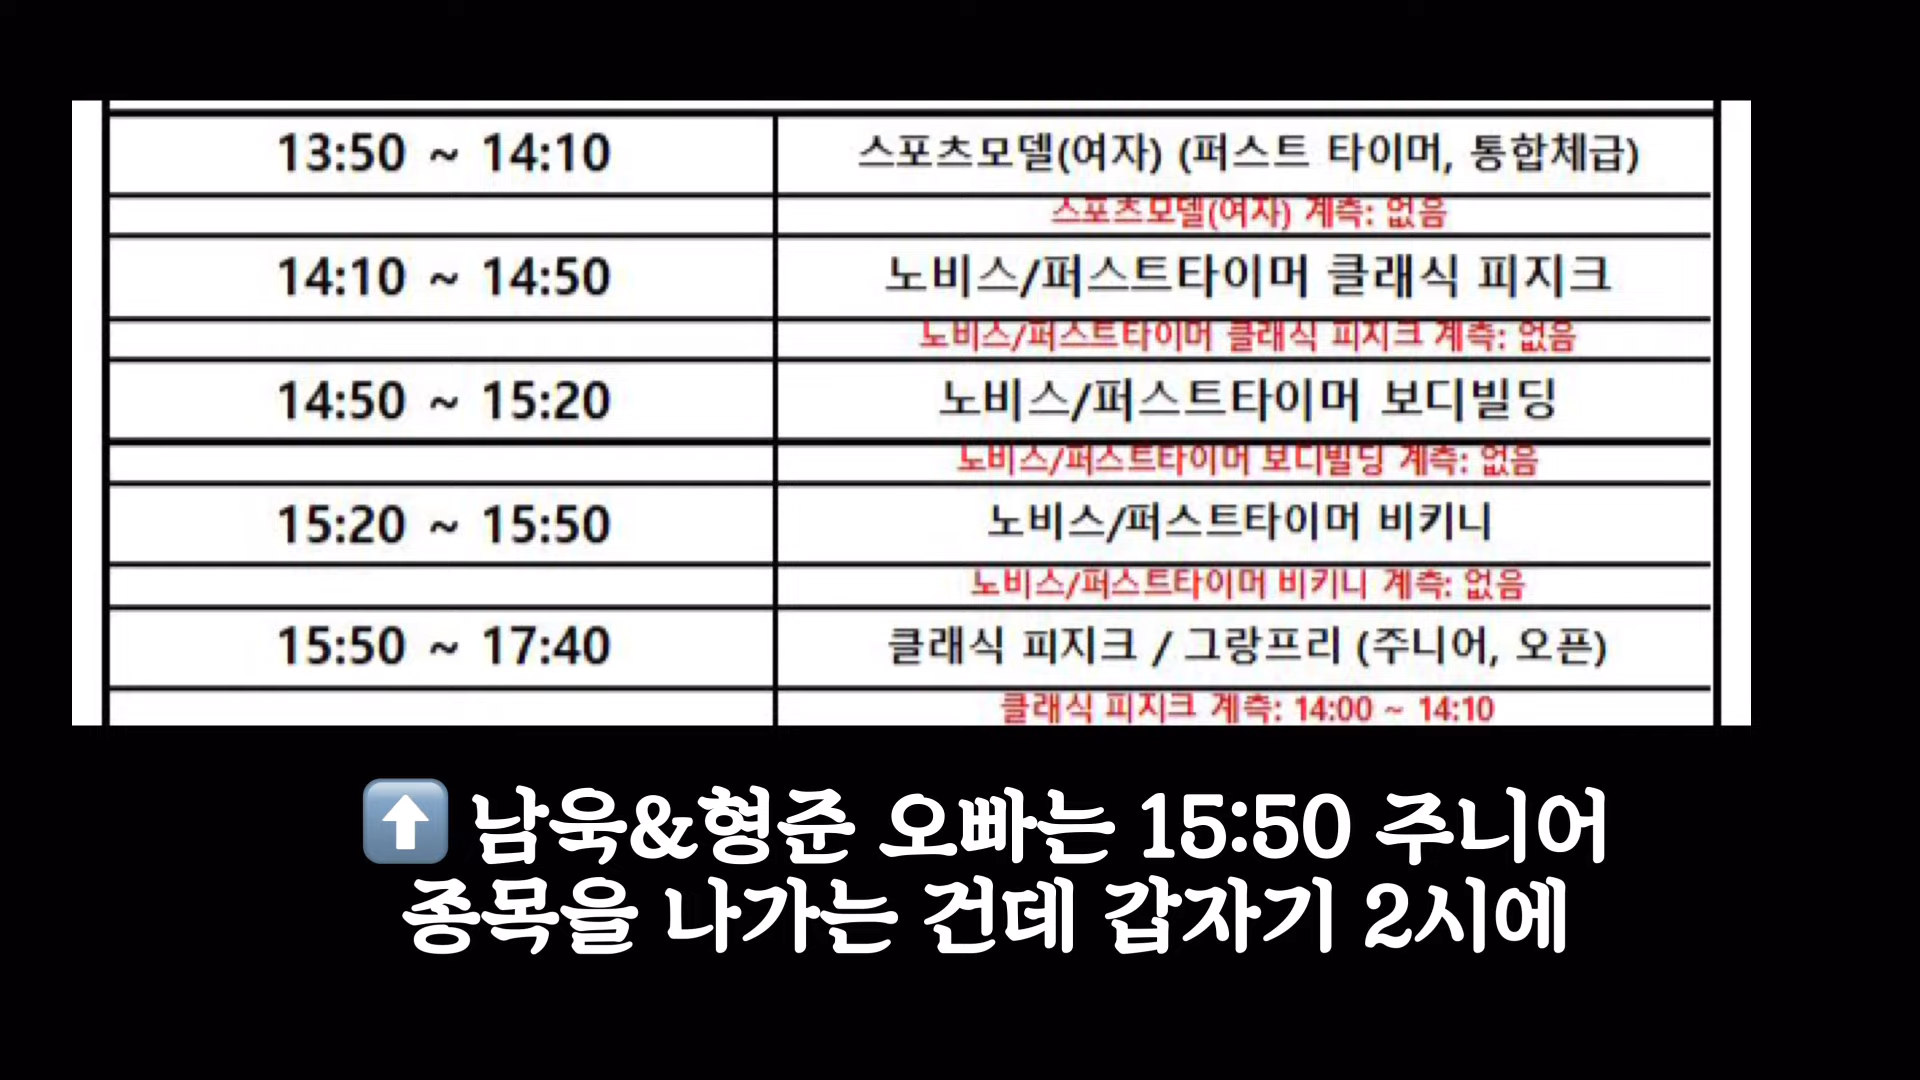 13:50 ~ 14:10 스포츠모델(여자) (퍼스트 타이머, 통합체급)
스포츠모델(여자) 계측: 없음
14:10 ~ 14:50 노비스/퍼스트타이머 클래식 피지크
노비스/퍼스트타이머 클래식 피지크 계측: 없음
14:50 ~ 15:20 노비스/퍼스트타이머 보디빌딩
노비스/퍼스트타이머 보디빌딩 계측: 없음
15:20 ~ 15:50 노비스/퍼스트타이머 비키니
노비스/퍼스트타이머 비키니 계측: 없음
15:50 ~ 17:40 클래식 피지크 / 그랑프리 (주니어, 오픈)
클래식 피지크 계측: 14:00 ~ 14:10
⬆️ 남욱&형준 오빠는 15:50 주니어
종목을 나가는 건데 갑자기 2시에